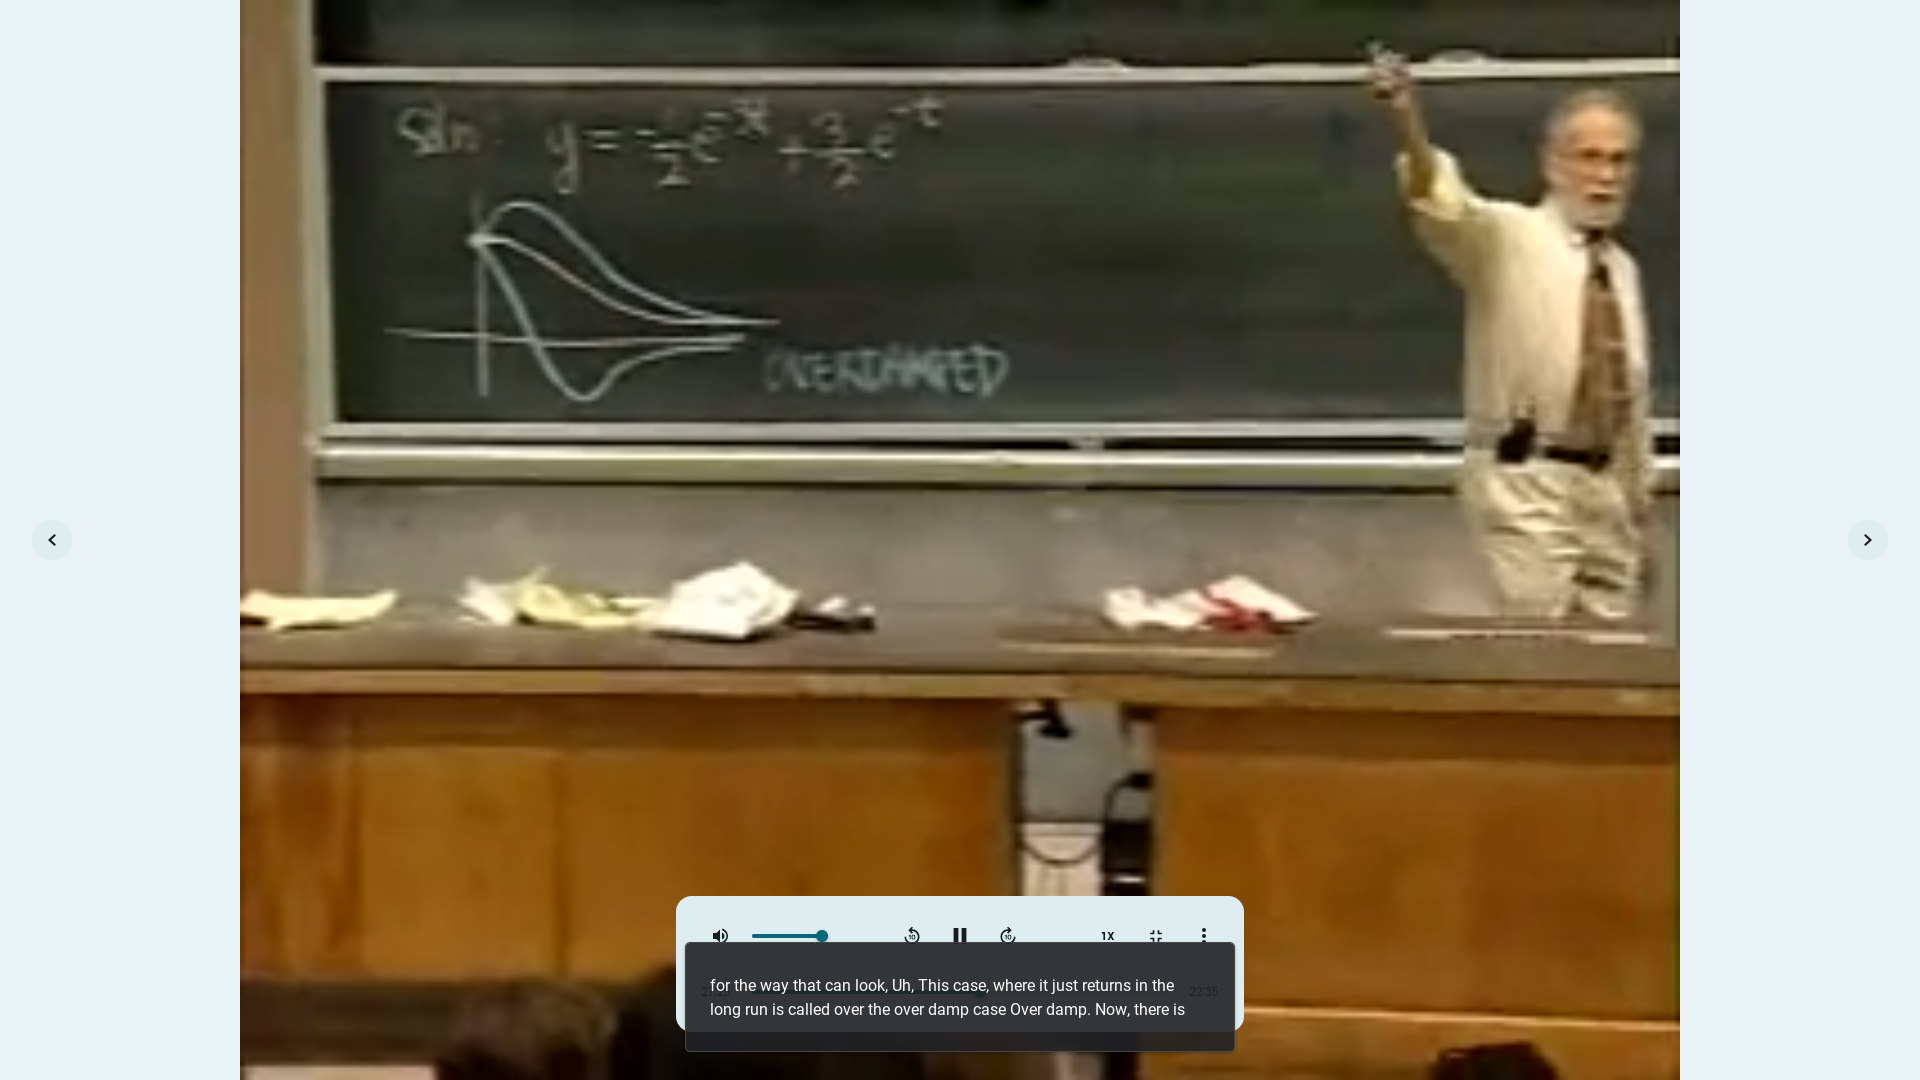 Soln: y = -1/2 e^-3t + 3/2 e^-t
OVERDAMPED
1X
22:35
for the way that can look, Uh, This case, where it just returns in the
long run is called over the over damp case Over damp. Now, there is